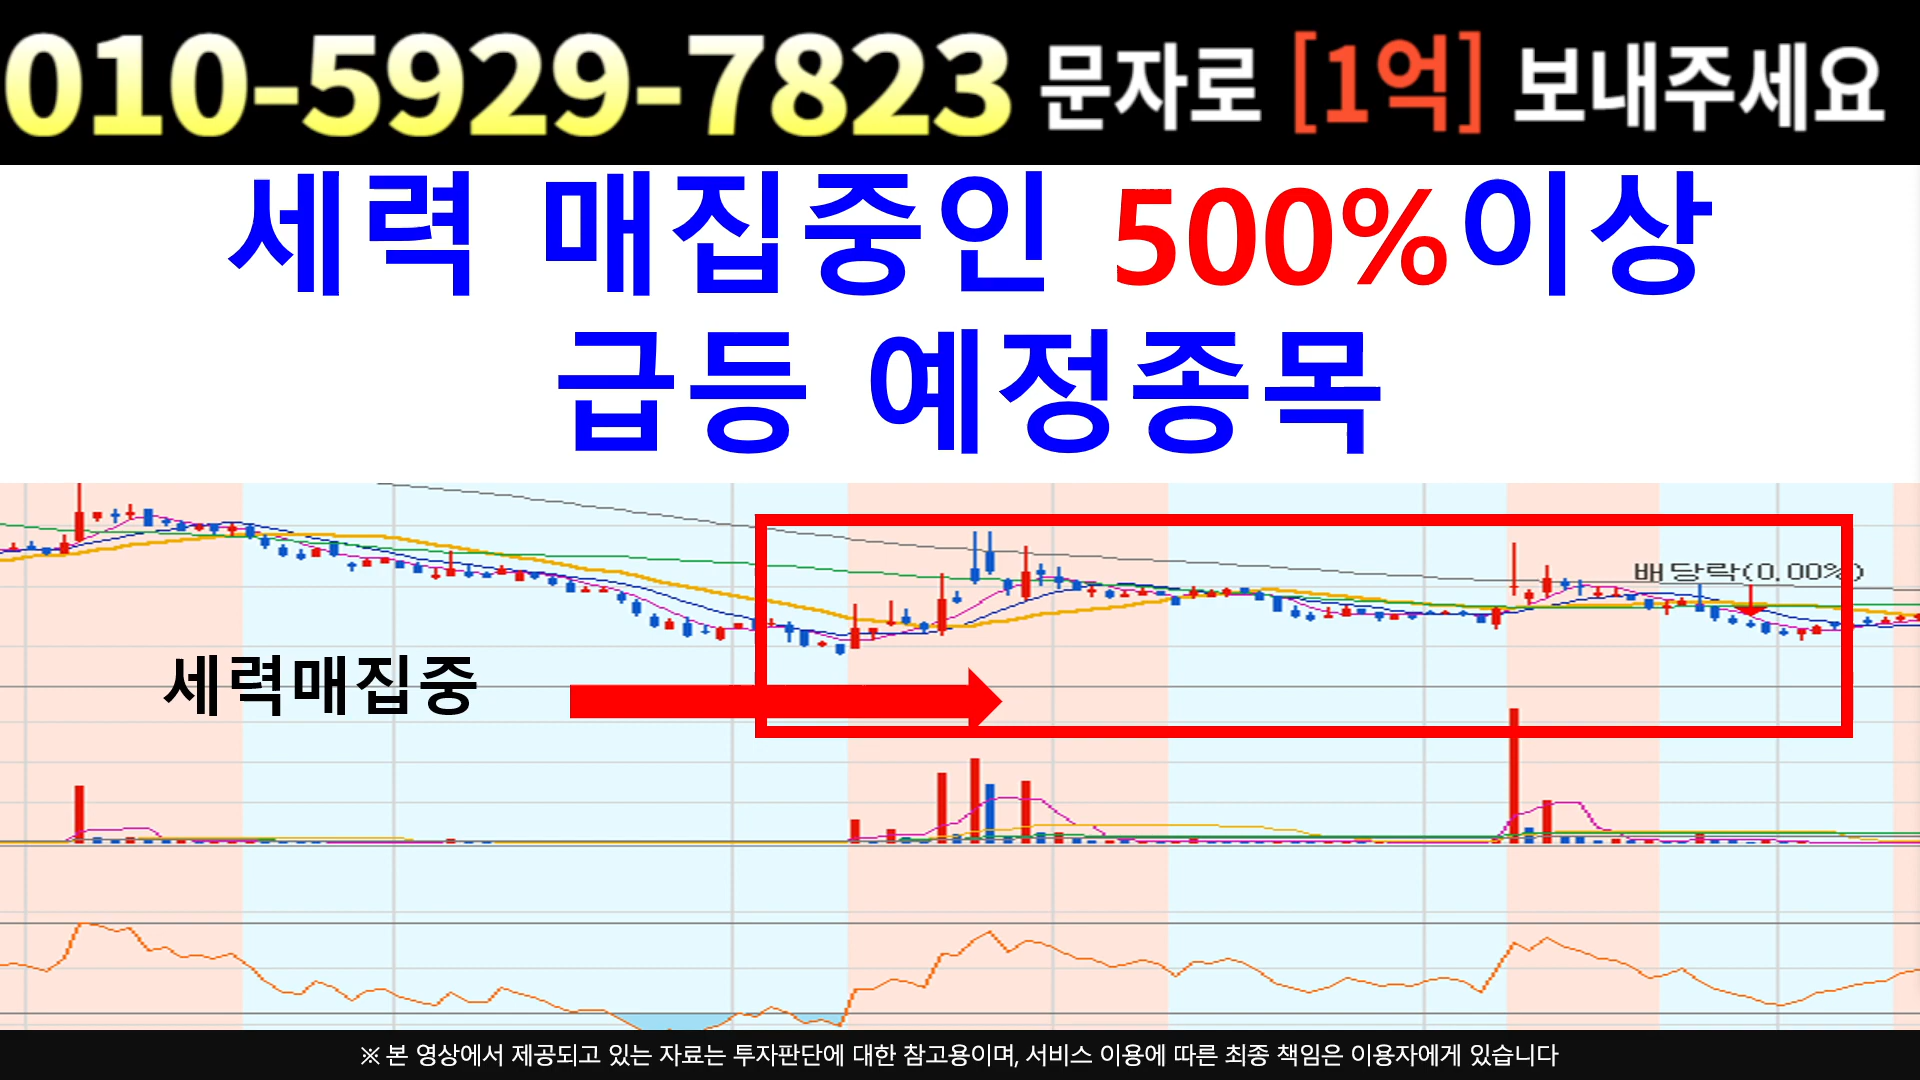 010-5929-7823 문자로 [1억] 보내주세요
세력 매집중인 500%이상
급등 예정종목
배당락(0.00%)
세력매집중
※ 본 영상에서 제공되고 있는 자료는 투자판단에 대한 참고용이며, 서비스 이용에 따른 최종 책임은 이용자에게 있습니다